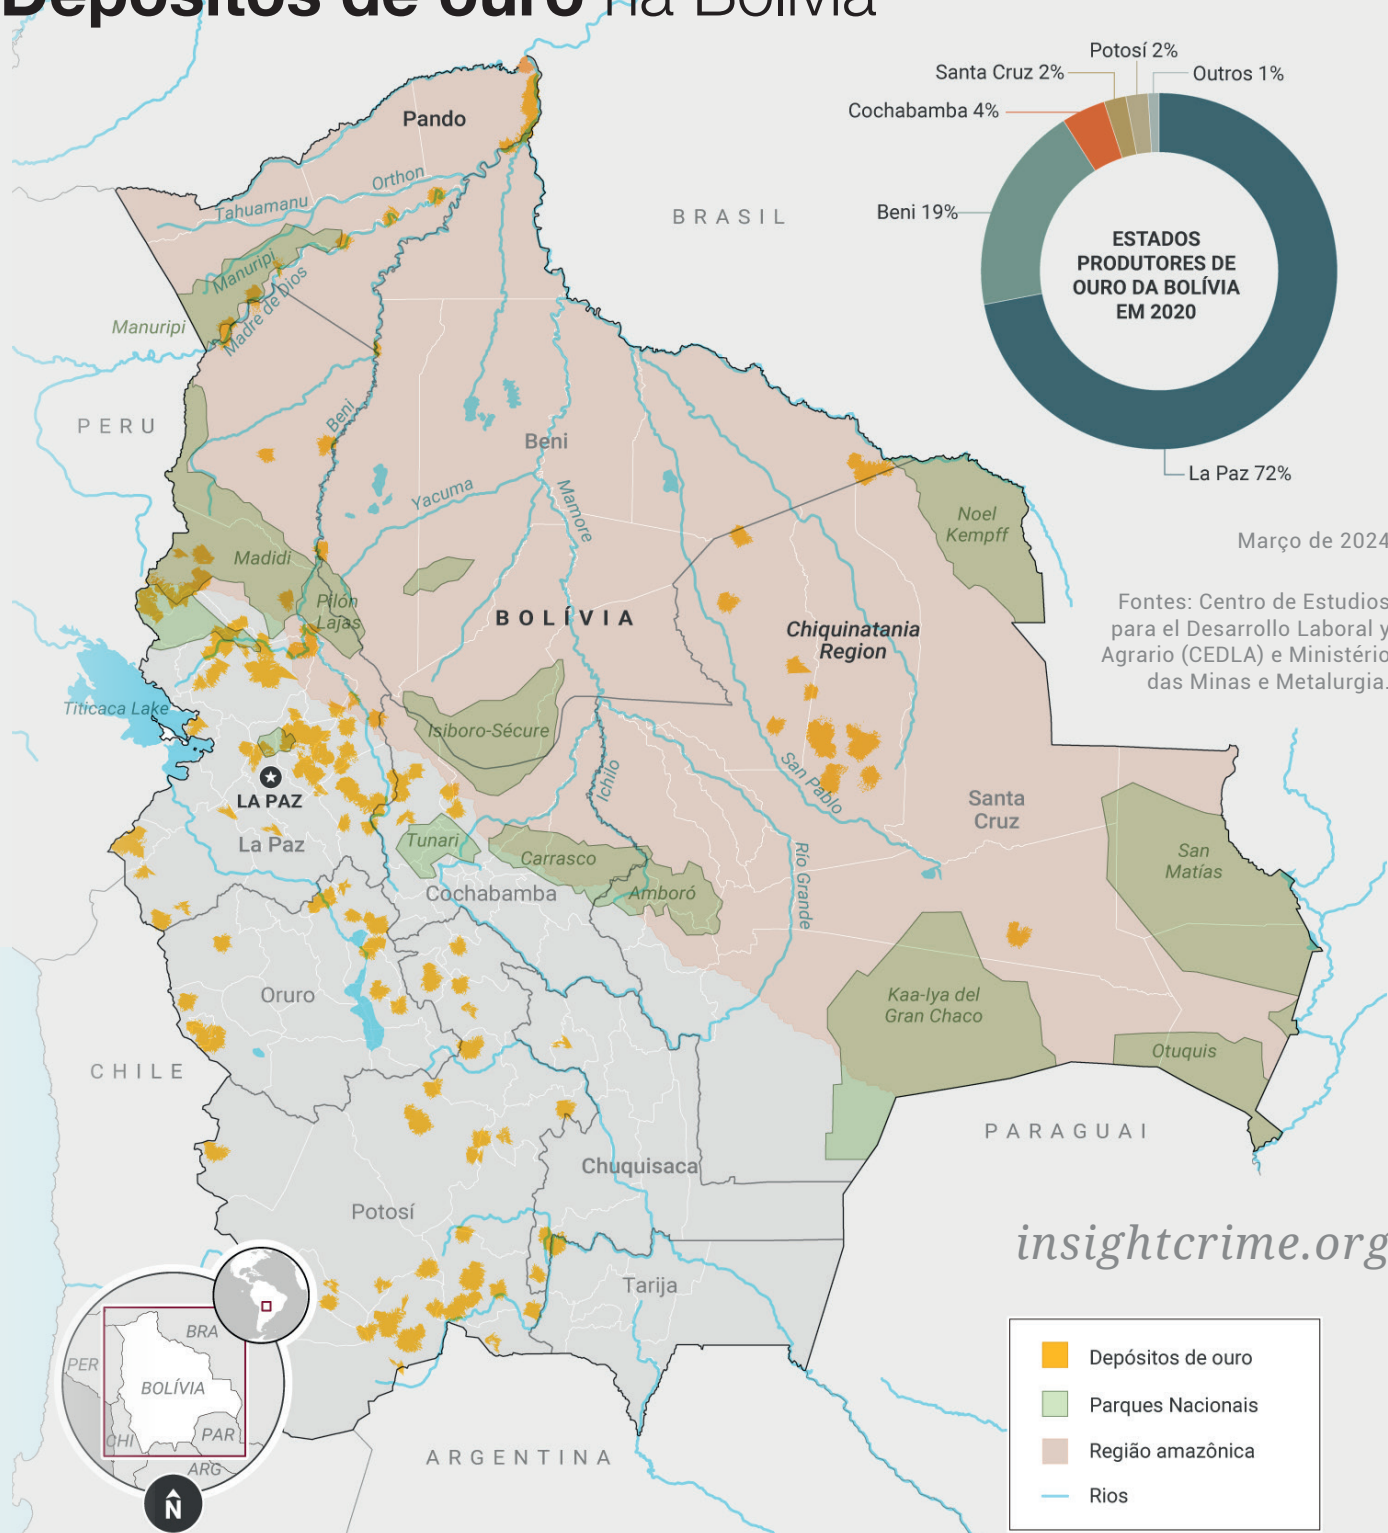 Depósitos de ouro na Bolívia
Potosí 2%
Santa Cruz 2%
Outros 1%
Cochabamba 4%
Beni 19%
ESTADOS
PRODUTORES DE
OURO DA BOLÍVIA
EM 2020
La Paz 72%
Março de 2024
Fontes: Centro de Estudios
para el Desarrollo Laboral y
Agrario (CEDLA) e Ministério
das Minas e Metalurgia.
Pando
Orthon
Tahuamanu
BRASIL
Manuripi
Madre de Dios
Manuripi
PERU
Beni
Beni
Yacuma
Mamore
Noel
Kempff
Madidi
Pilón
Lajas
BOLÍVIA
Chiquinatania
Region
Titicaca Lake
Isiboro-Sécure
Ichilo
San Pablo
LA PAZ
La Paz
Santa
Cruz
Tunari
Carrasco
Amboró
Río Grande
San
Matías
Cochabamba
Oruro
Kaa-Iya del
Gran Chaco
Otuquis
CHILE
PARAGUAI
Chuquisaca
Potosí
Tarija
insightcrime.org
ARGENTINA
BRA
PER
BOLÍVIA
CHI
PAR
ARG
N
Depósitos de ouro
Parques Nacionais
Região amazônica
Rios